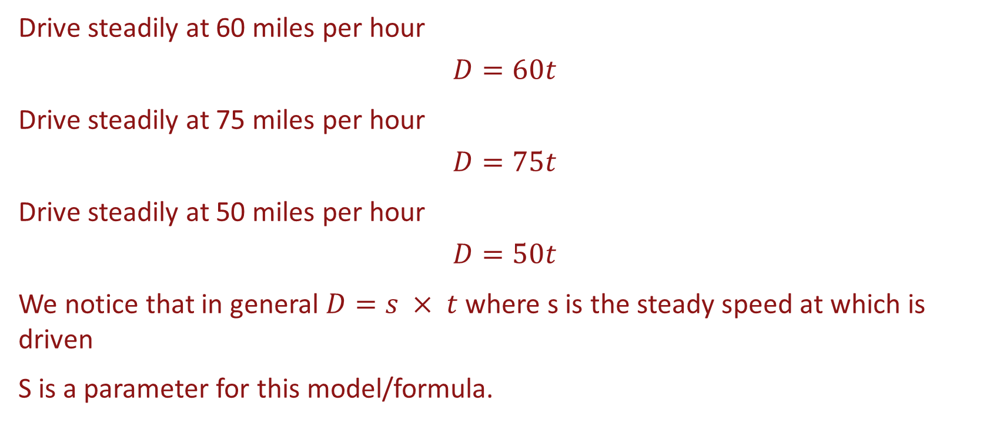 Drive steadily at 60 miles per hour
D = 60t
Drive steadily at 75 miles per hour
D = 75t
Drive steadily at 50 miles per hour
D = 50t
We notice that in general D = s × t where s is the steady speed at which is
driven
S is a parameter for this model/formula.